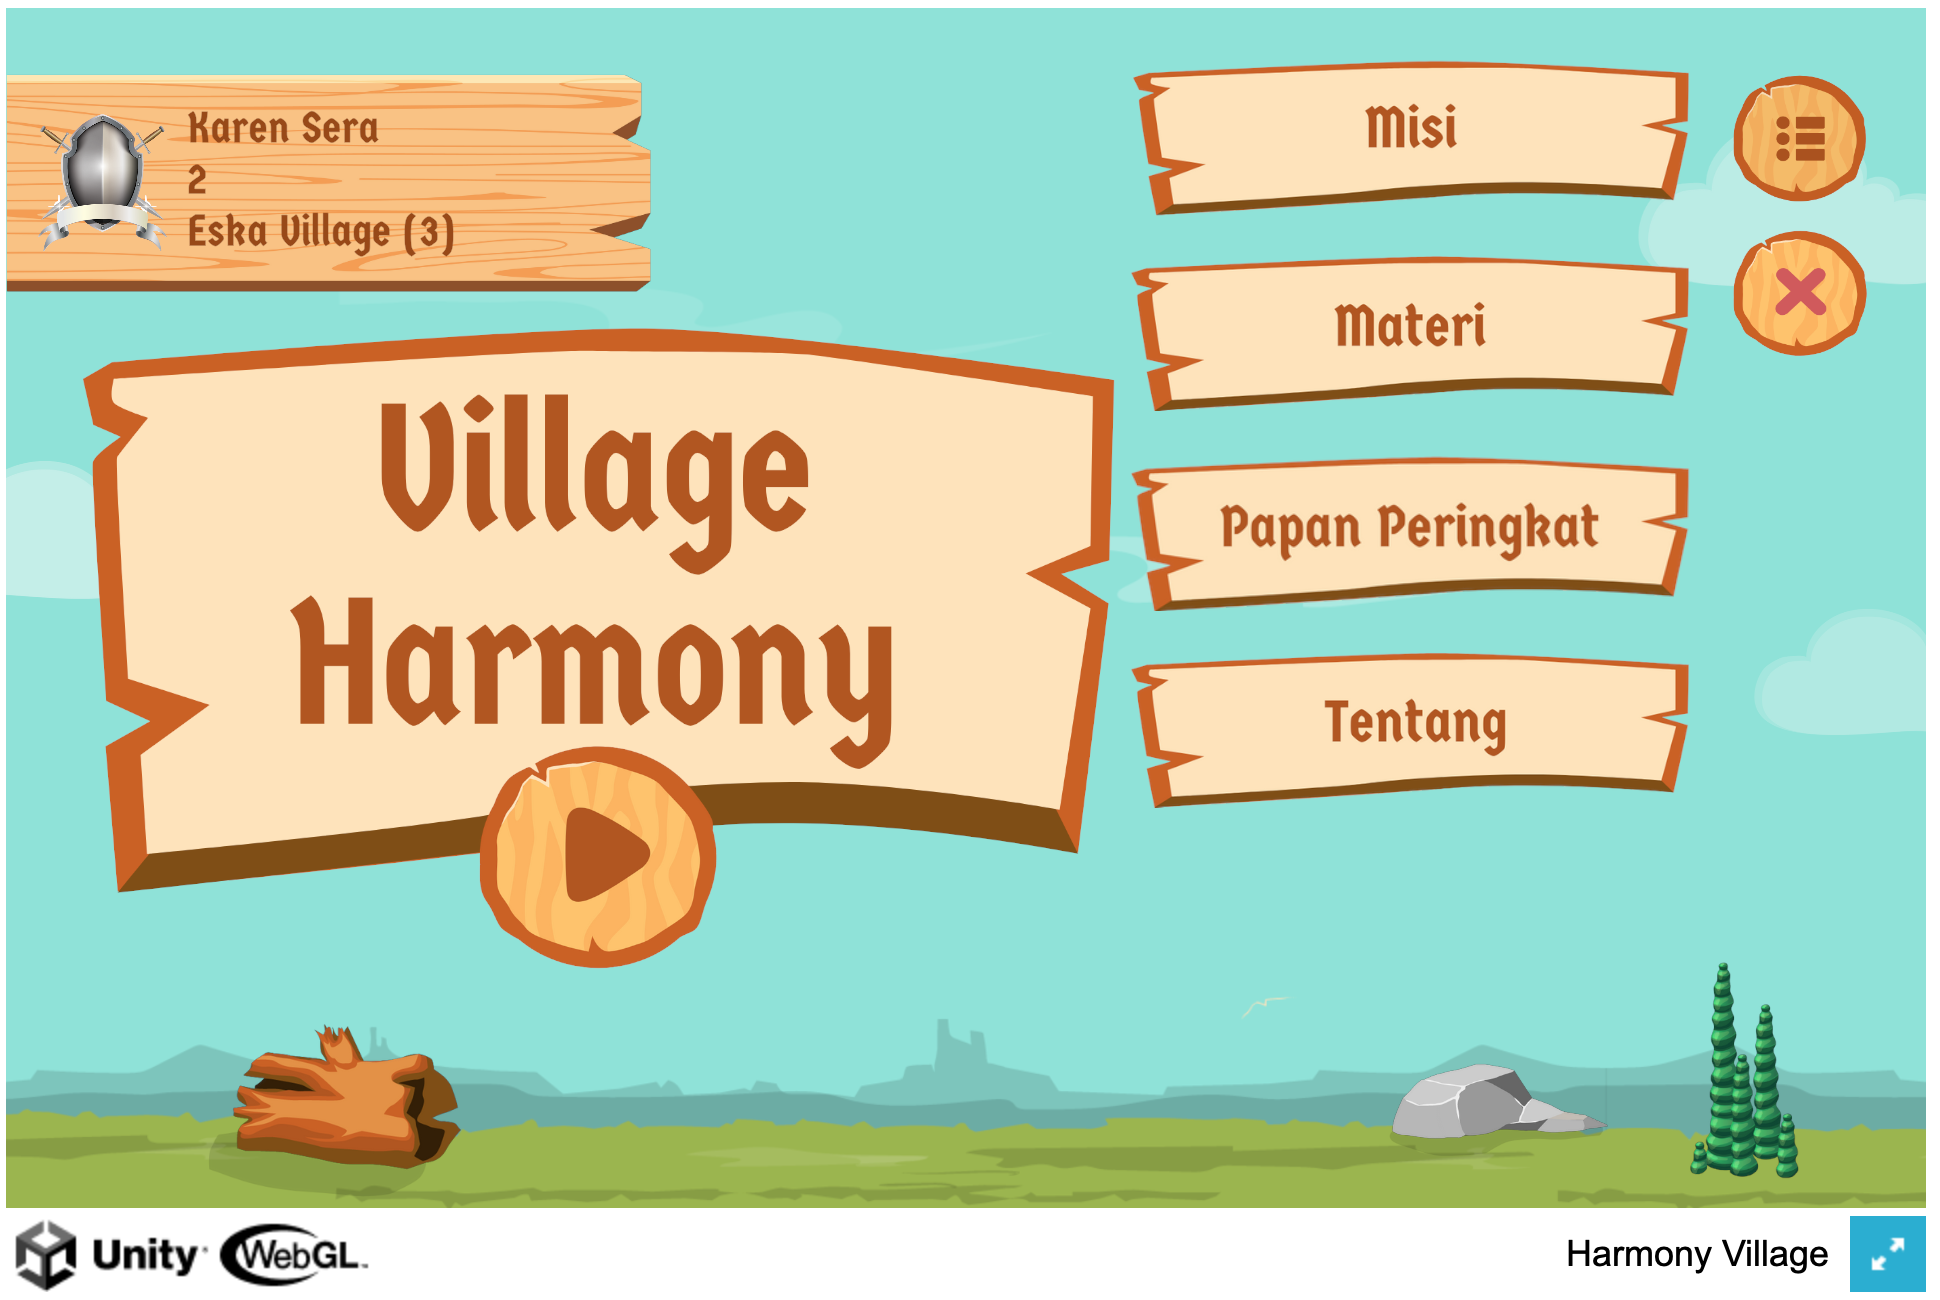 Karen Sera
2
Eska Village (3)
Village
Harmony
Misi
Materi
Papan Peringkat
Tentang
Unity
WebGL
Harmony Village